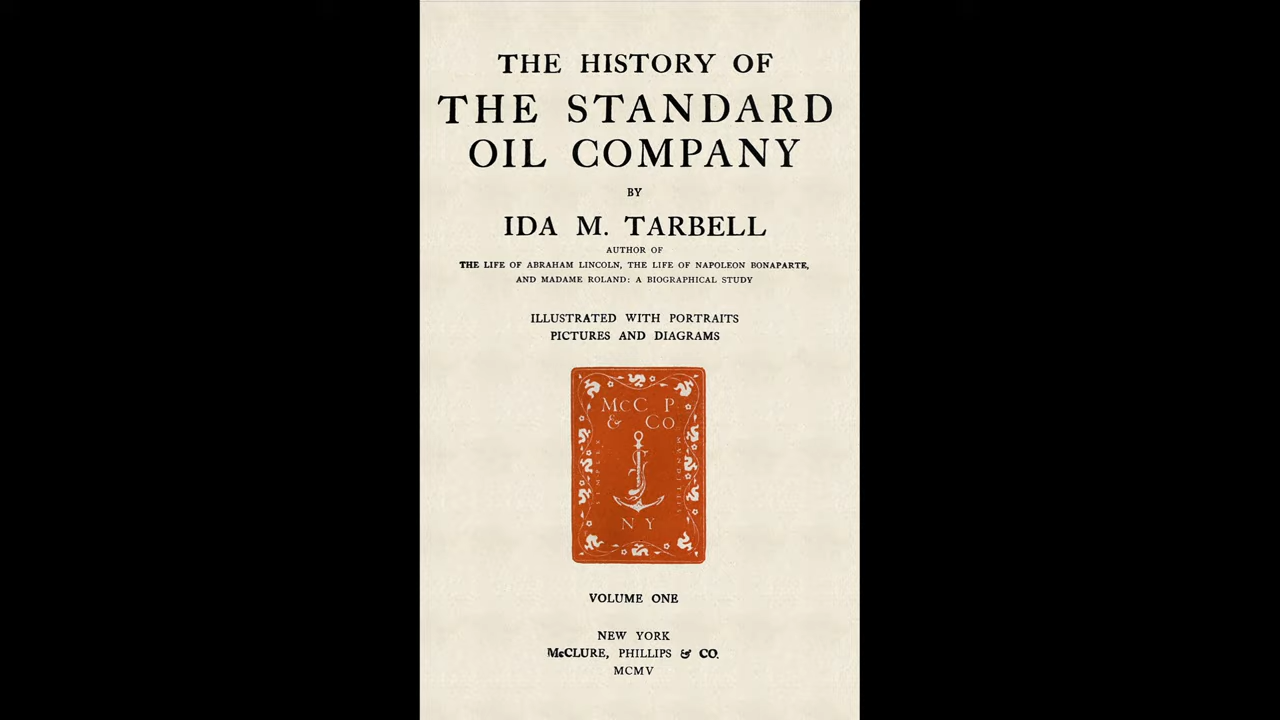 THE HISTORY OF
THE STANDARD
OIL COMPANY
BY
IDA M. TARBELL
AUTHOR OF
THE LIFE OF ABRAHAM LINCOLN, THE LIFE OF NAPOLEON BONAPARTE,
AND MADAME ROLAND: A BIOGRAPHICAL STUDY
ILLUSTRATED WITH PORTRAITS
PICTURES AND DIAGRAMS
McC P
& Co
N Y
VOLUME ONE
NEW YORK
McCLURE, PHILLIPS & CO.
MCMV